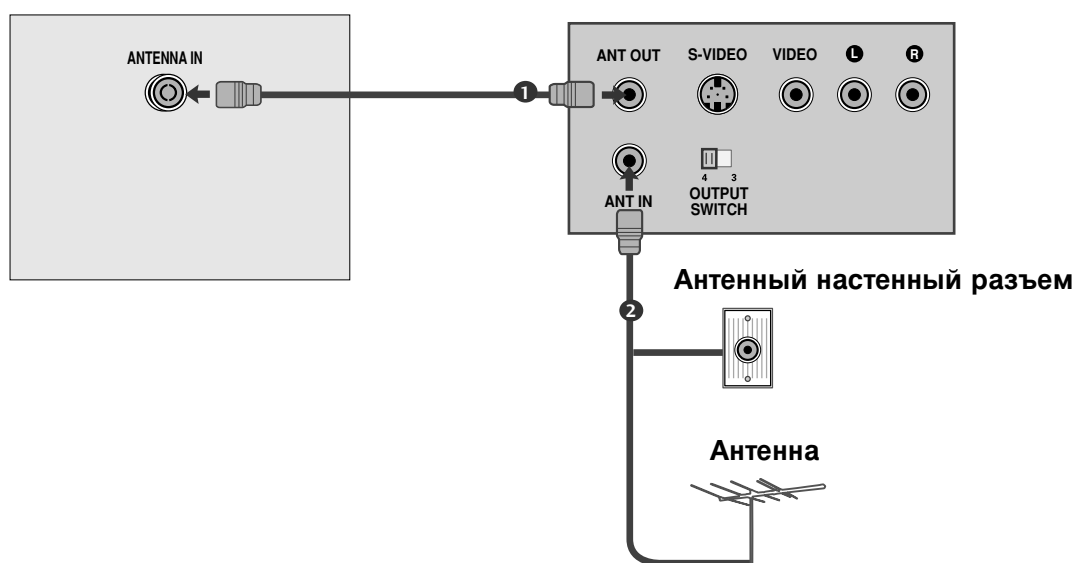 ANTENNA IN
ANT OUT
S-VIDEO
VIDEO
L
R
1
4 3
ANT IN
OUTPUT
SWITCH
Антенный настенный разъем
2
Антенна